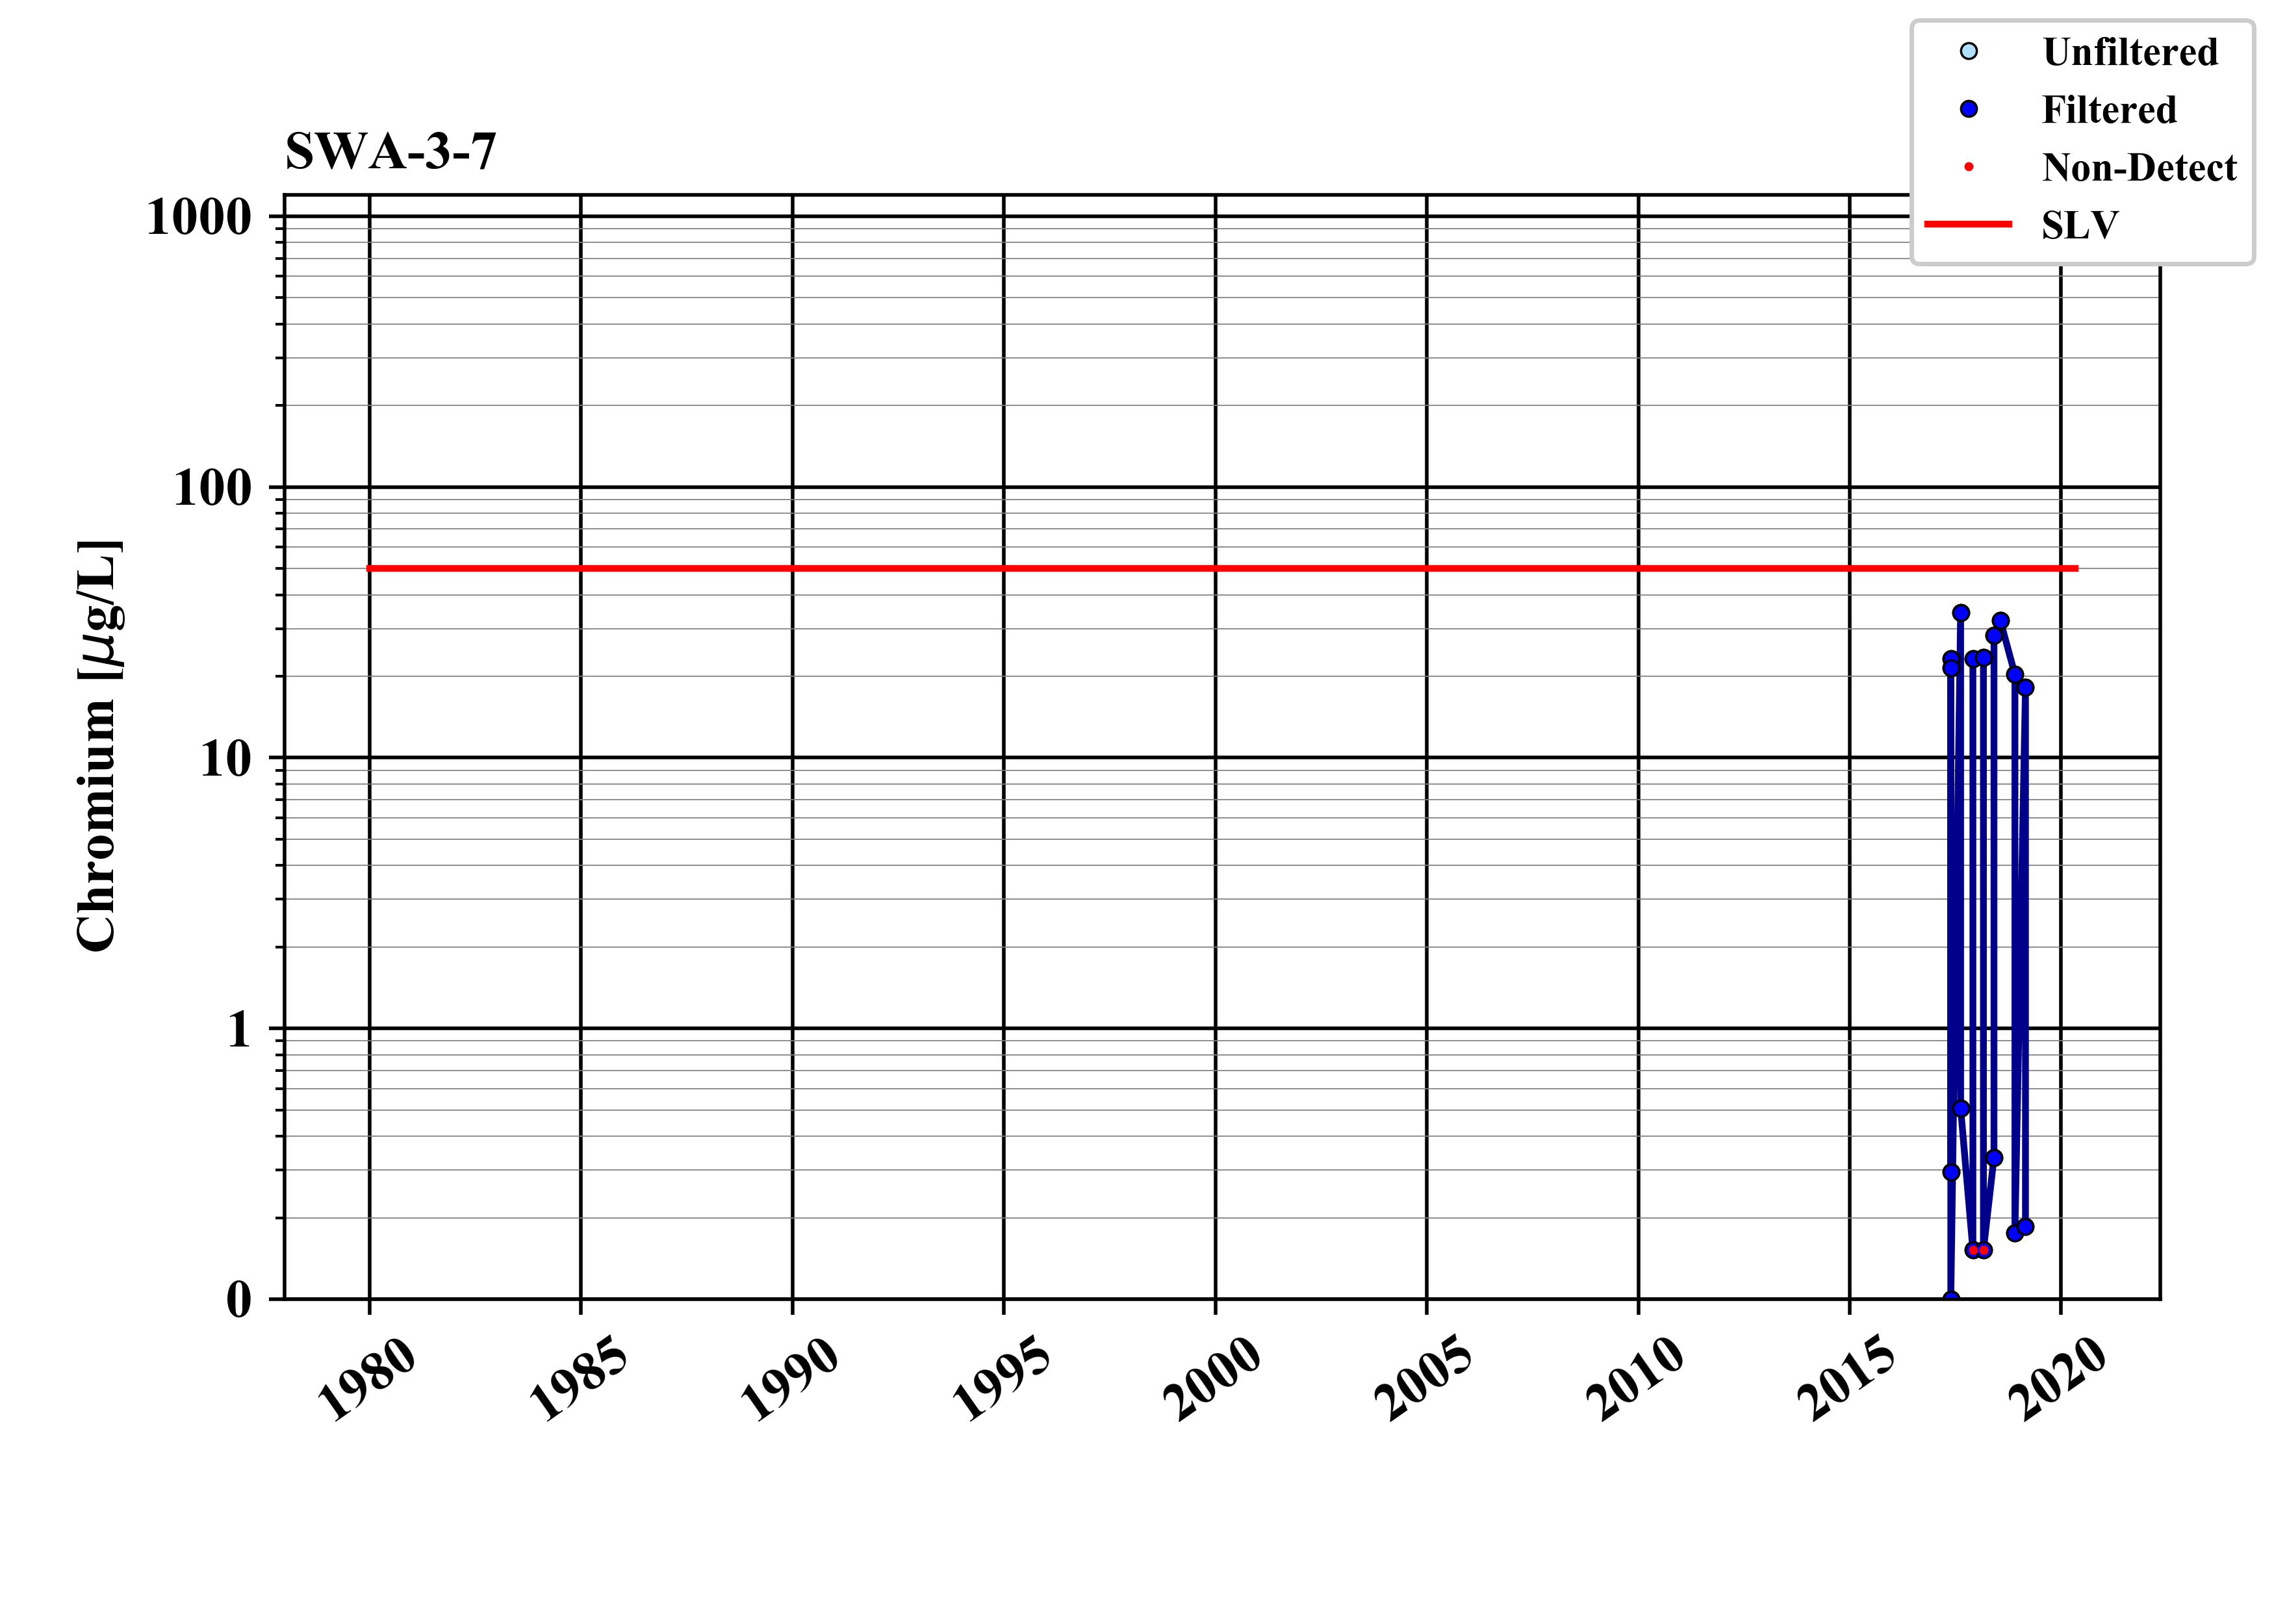 Unfiltered
Filtered
Non-Detect
SLV
SWA-3-7
1000
100
10
1
0
Chromium [μg/L]
1980 1985 1990 1995 2000 2005 2010 2015 2020